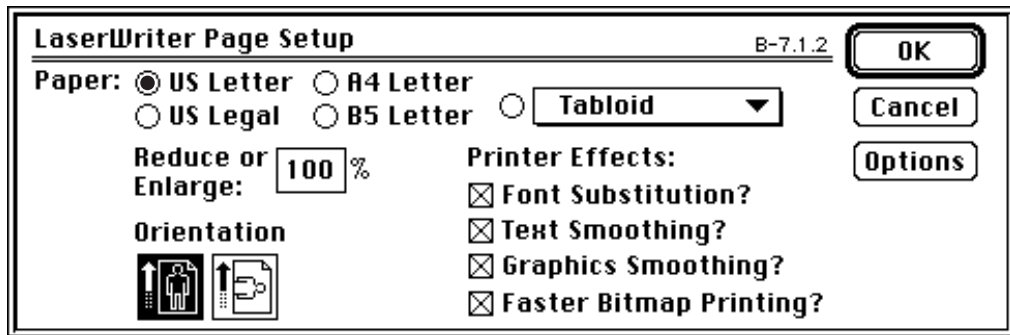 LaserWriter Page Setup B-7.1.2 OK
Paper: US Letter A4 Letter
US Legal B5 Letter Tabloid Cancel
Reduce or Enlarge: 100 % Printer Effects: Options
Font Substitution?
Orientation Text Smoothing?
Graphics Smoothing?
Faster Bitmap Printing?